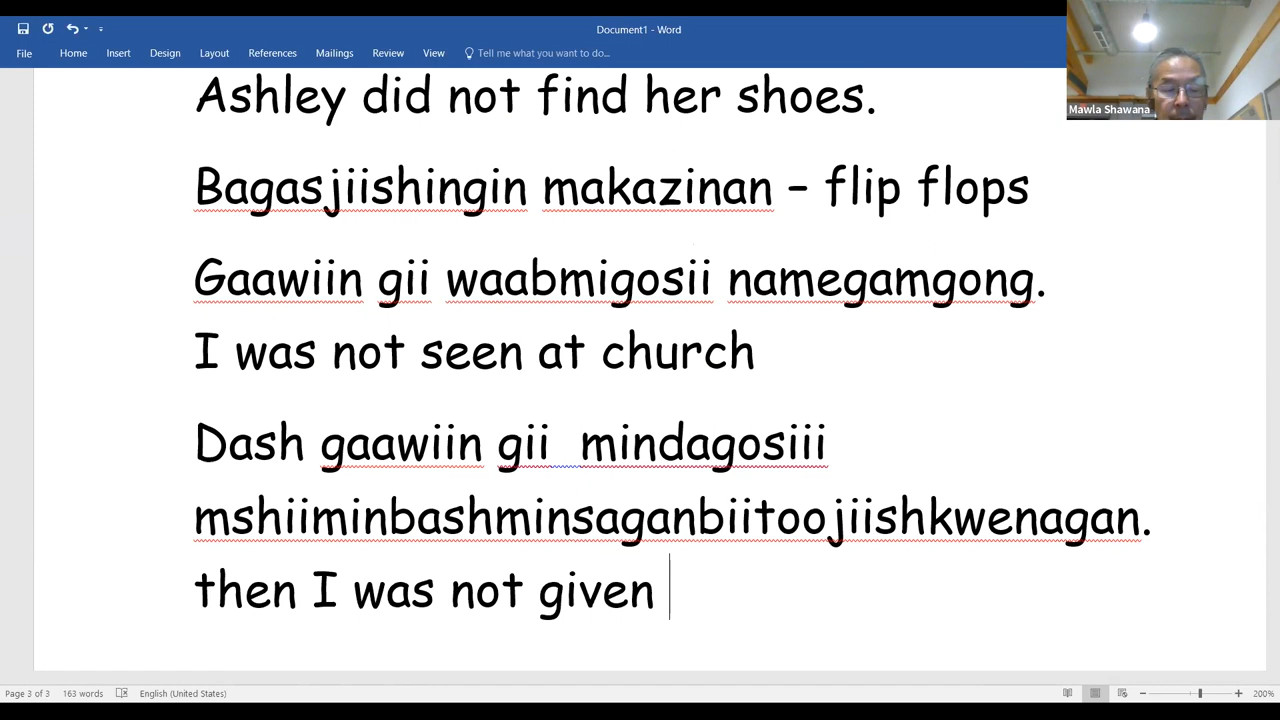 Document1 - Word
File Home Insert Design Layout References Mailings Review View Tell me what you want to do...
Mawla Shawana
Ashley did not find her shoes.
Bagasjiishingin makazinan – flip flops
Gaawiin gii waabmigosii namegamgong.
I was not seen at church
Dash gaawiin gii mindagosiii
mshiiminbashminsaganbiitoojiishkwenagan.
then I was not given
Page 3 of 3 163 words English (United States) 200%